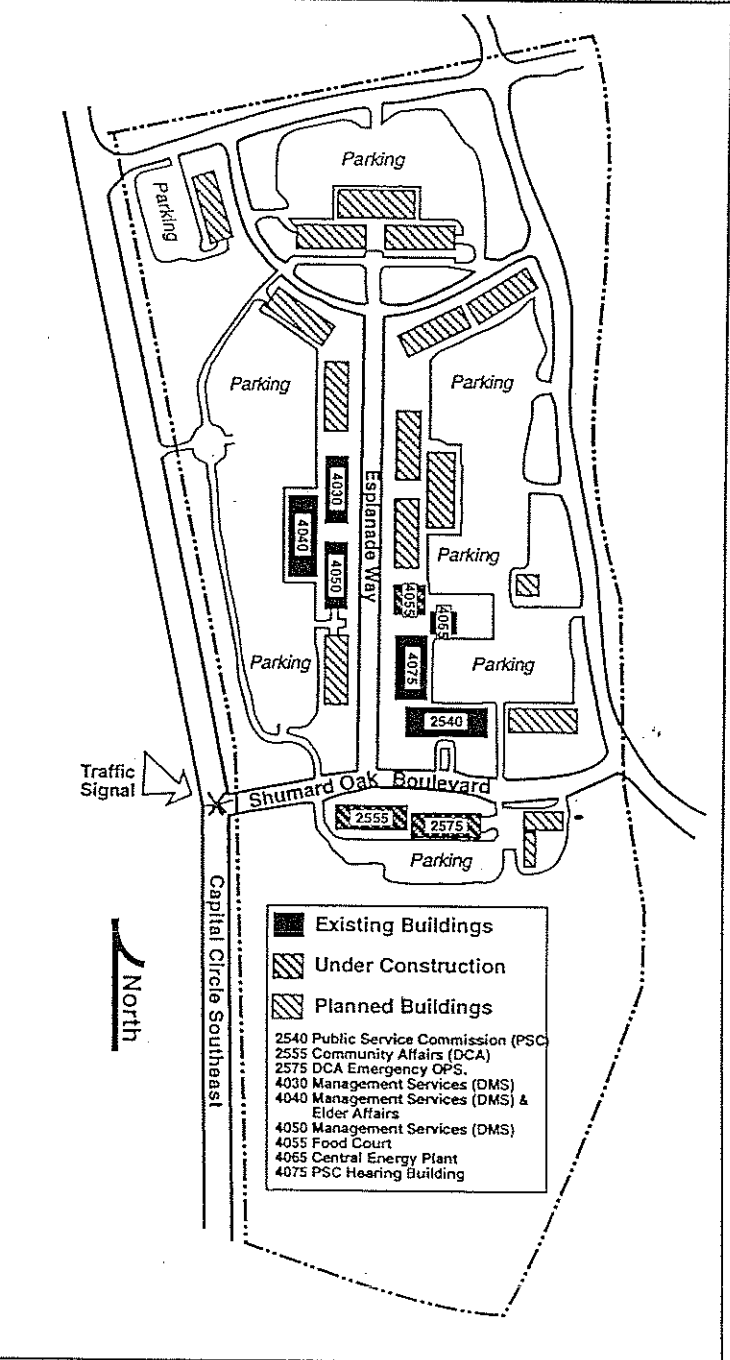 Parking
Parking
Parking
Parking
Esplanade Way
4030
4040
4050
Parking
4055
4055
4075
Parking
Parking
2540
Traffic
Signal
Shumard Oak Boulevard
2555
2575
Parking
Capital Circle Southeast
North
Existing Buildings
Under Construction
Planned Buildings
2540 Public Service Commission (PSC)
2555 Community Affairs (DCA)
2575 DCA Emergency OPS.
4030 Management Services (DMS)
4040 Management Services (DMS) &
Elder Affairs
4050 Management Services (DMS)
4055 Food Court
4065 Central Energy Plant
4075 PSC Hearing Building